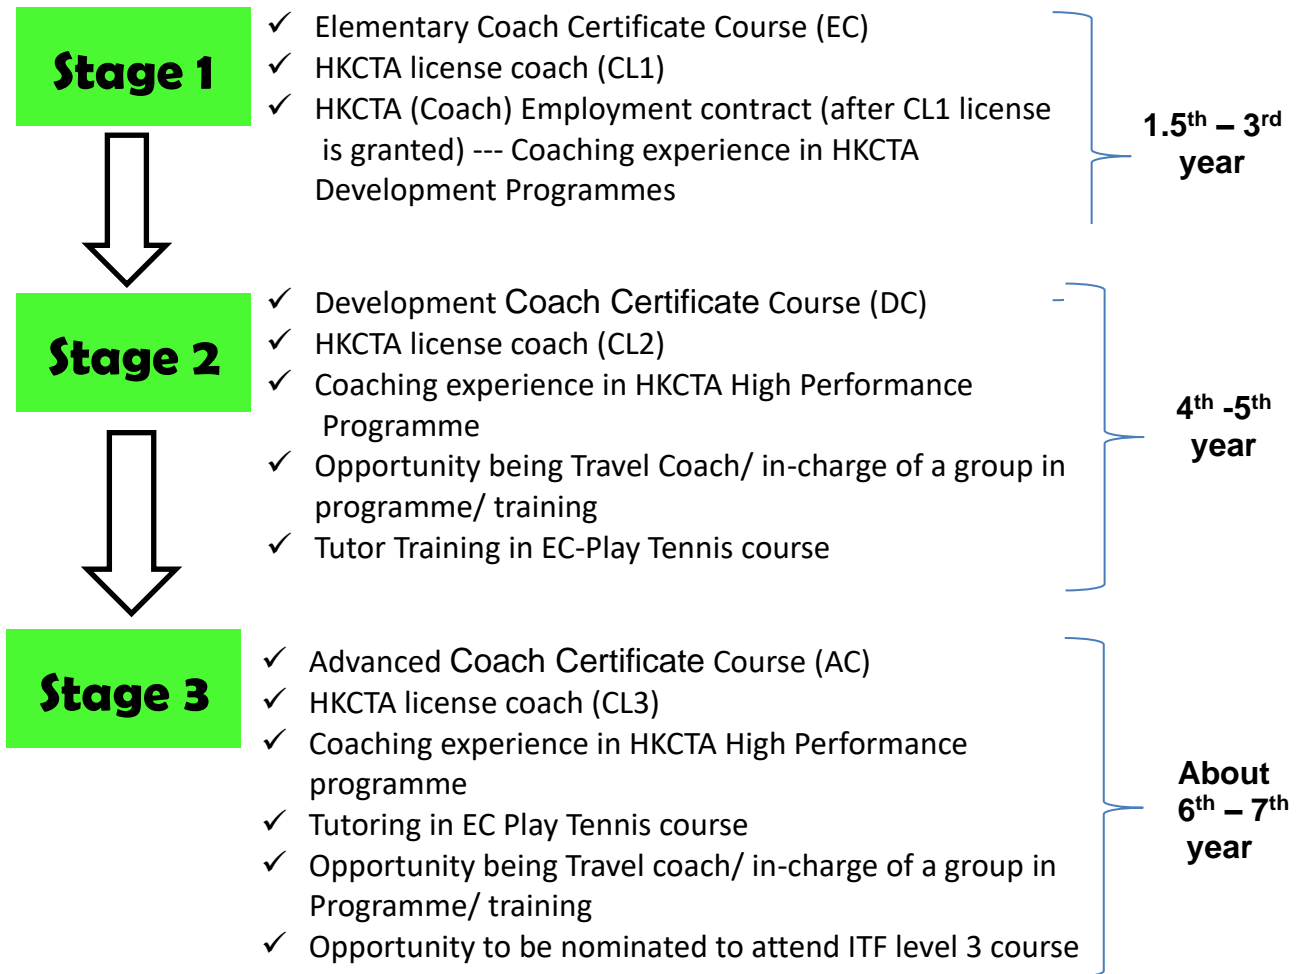 Stage 1
✓ Elementary Coach Certificate Course (EC)
✓ HKCTA license coach (CL1)
✓ HKCTA (Coach) Employment contract (after CL1 license
is granted) --- Coaching experience in HKCTA
Development Programmes
1.5th – 3rd
year
Stage 2
✓ Development Coach Certificate Course (DC)
✓ HKCTA license coach (CL2)
✓ Coaching experience in HKCTA High Performance
Programme
✓ Opportunity being Travel Coach/ in-charge of a group in
programme/ training
✓ Tutor Training in EC-Play Tennis course
4th -5th
year
Stage 3
✓ Advanced Coach Certificate Course (AC)
✓ HKCTA license coach (CL3)
✓ Coaching experience in HKCTA High Performance
programme
✓ Tutoring in EC Play Tennis course
✓ Opportunity being Travel coach/ in-charge of a group in
Programme/ training
✓ Opportunity to be nominated to attend ITF level 3 course
About
6th – 7th
year